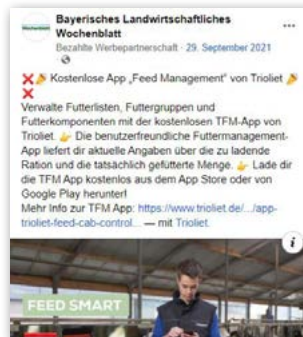 Bayerisches Landwirtschaftliches
Wochenblatt
Bezahlte Werbepartnerschaft · 29. September 2021
❌🎉 Kostenlose App „Feed Management" von Trioliet 🎉
❌
Verwalte Futterlisten, Futtergruppen und
Futterkomponenten mit der kostenlosen TFM-App von
Trioliet. 👉 Die benutzerfreundliche Futtermanagement-
App liefert dir aktuelle Angaben über die zu ladende
Ration und die tatsächlich gefütterte Menge. 👉 Lade dir
die TFM App kostenlos aus dem App Store oder von
Google Play herunter!
Mehr Info zur TFM App: https://www.trioliet.de/.../app-
trioliet-feed-cab-control... — mit Trioliet.
FEED SMART